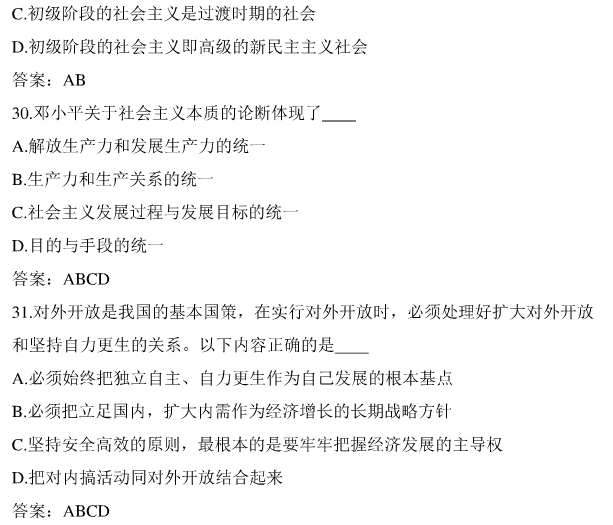 C.初级阶段的社会主义是过渡时期的社会
D.初级阶段的社会主义即高级的新民主主义社会
答案：AB
30.邓小平关于社会主义本质的论断体现了____
A.解放生产力和发展生产力的统一
B.生产力和生产关系的统一
C.社会主义发展过程与发展目标的统一
D.目的与手段的统一
答案：ABCD
31.对外开放是我国的基本国策，在实行对外开放时，必须处理好扩大对外开放
和坚持自力更生的关系。以下内容正确的是____
A.必须始终把独立自主、自力更生作为自己发展的根本基点
B.必须把立足国内，扩大内需作为经济增长的长期战略方针
C.坚持安全高效的原则，最根本的是要牢牢把握经济发展的主导权
D.把对内搞活动同对外开放结合起来
答案：ABCD